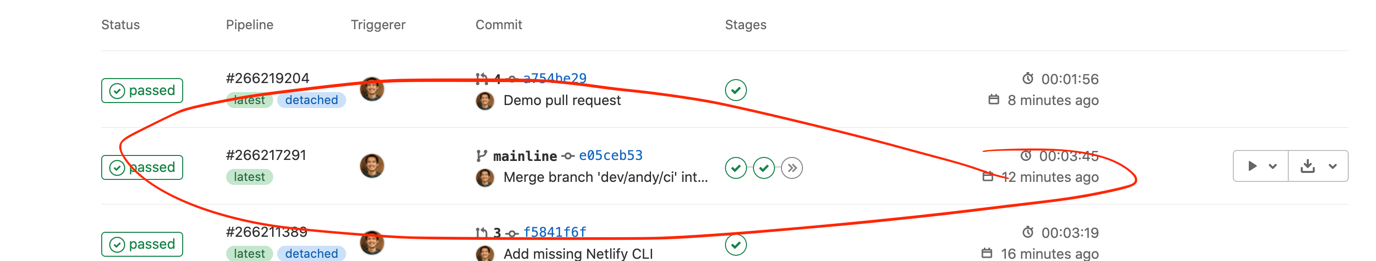 Status Pipeline Triggerer Commit Stages
passed #266219204 4 a754be29 00:01:56
latest detached Demo pull request 8 minutes ago
passed #266217291 mainline e05ceb53 00:03:45
latest Merge branch 'dev/andy/ci' int... 12 minutes ago
passed #266211389 3 f5841f6f 00:03:19
latest detached Add missing Netlify CLI 16 minutes ago